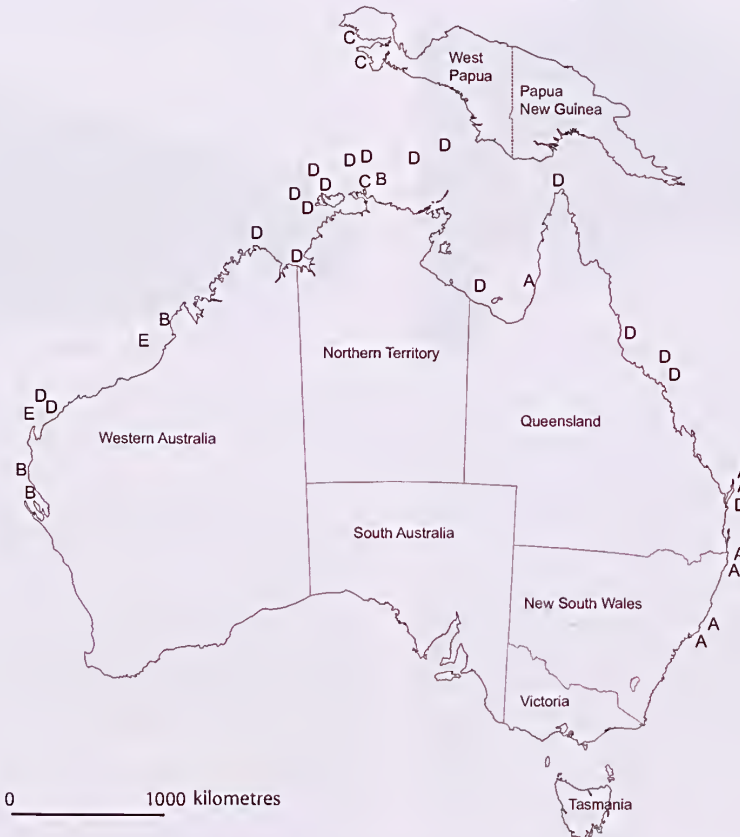 C
C
West
Papua
Papua
New Guinea
D
D D
D
D
D
C B
D
D
D
D
D
D
A
B
E
D
Northern Territory
D
D
D
D
E
Western Australia
Queensland
B
B
A
A
D
South Australia
A
A
New South Wales
A
A
Victoria
0 1000 kilometres
Tasmania